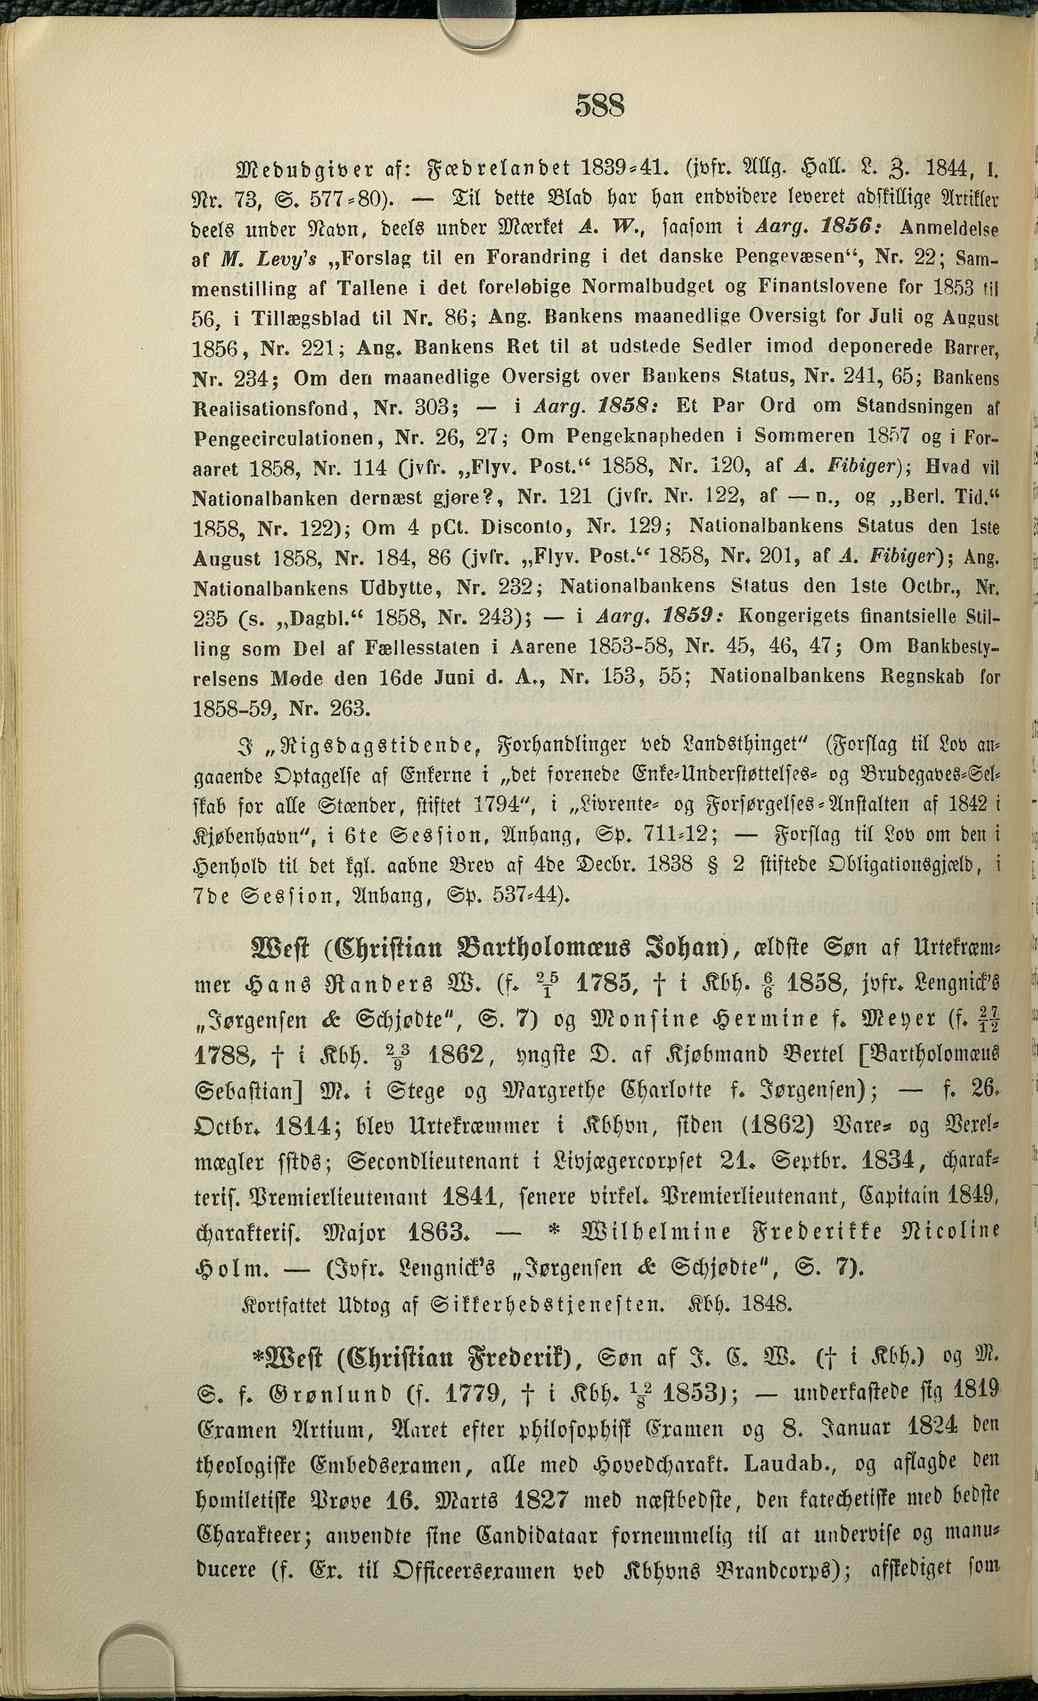 588
Medudgiver af: Fædrelandet 1839-41. (jvfr. Allg. Hall. L. Z. 1844, I.
Nr. 73, S. 577-80). — Til dette Blad har han endvidere leveret adskillige Artikler
deels under Navn, deels under Mærket A. W., saasom i Aarg. 1856: Anmeldelse
af M. Levy's „Forslag til en Forandring i det danske Pengevæsen“, Nr. 22; Sam-
menstilling af Tallene i det foreløbige Normalbudget og Finantslovene for 1853 til
56, i Tillægsblad til Nr. 86; Ang. Bankens maanedlige Oversigt for Juli og August
1856, Nr. 221; Ang. Bankens Ret til at udstede Sedler imod deponerede Barrer,
Nr. 234; Om den maanedlige Oversigt over Bankens Status, Nr. 241, 65; Bankens
Realisationsfond, Nr. 303; — i Aarg. 1858: Et Par Ord om Standsningen af
Pengecirculationen, Nr. 26, 27; Om Pengeknapheden i Sommeren 1857 og i For-
aaret 1858, Nr. 114 (jvfr. „Flyv. Post.“ 1858, Nr. 120, af A. Fibiger); Hvad vil
Nationalbanken dernæst gjøre?, Nr. 121 (jvfr. Nr. 122, af — n., og „Berl. Tid.“
1858, Nr. 122); Om 4 pCt. Disconto, Nr. 129; Nationalbankens Status den 1ste
August 1858, Nr. 184, 86 (jvfr. „Flyv. Post.“ 1858, Nr. 201, af A. Fibiger); Ang.
Nationalbankens Udbytte, Nr. 232; Nationalbankens Status den 1ste Octbr., Nr.
235 (s. „Dagbl.“ 1858, Nr. 243); — i Aarg. 1859: Kongerigets finantsielle Stil-
ling som Del af Fællesstaten i Aarene 1853-58, Nr. 45, 46, 47; Om Bankbesty-
relsens Møde den 16de Juni d. A., Nr. 153, 55; Nationalbankens Regnskab for
1858-59, Nr. 263.
I „Rigsdagstidende, Forhandlinger ved Landsthinget“ (Forslag til Lov an-
gaaende Optagelse af Enkerne i „det forenede Enke-Understøttelses- og Brudegaves-Sel-
skab for alle Stænder, stiftet 1794“, i „Livrente- og Forsørgelses-Anstalten af 1842 i
Kjøbenhavn“, i 6te Session, Anhang, Sp. 711-12; — Forslag til Lov om den i
Henhold til det kgl. aabne Brev af 4de Decbr. 1838 § 2 stiftede Obligationsgjæld, i
7de Session, Anhang, Sp. 537-44).
West (Christian Bartholomæus Johan), ældste Søn af Urtekræm-
mer Hans Randers W. (f. 25/1 1785, † i Kbh. 6/6 1858, jvfr. Lengnick's
„Jørgensen & Schjødte“, S. 7) og Monsine Hermine f. Meyer (f. 27/12
1788, † i Kbh. 23/9 1862, yngste D. af Kjøbmand Bertel [Bartholomæus
Sebastian] M. i Stege og Margrethe Charlotte f. Jørgensen); — f. 26.
Octbr. 1814; blev Urtekræmmer i Kbhvn, siden (1862) Vare- og Vexel-
mægler sstds; Secondlieutenant i Livjægercorpset 21. Septbr. 1834, charak-
teris. Premierlieutenant 1841, senere virkel. Premierlieutenant, Capitain 1849,
charakteris. Major 1863. — * Wilhelmine Frederikke Nicoline
Holm. — (Jvfr. Lengnick's „Jørgensen & Schjødte“, S. 7).
Kortfattet Udtog af Sikkerhedstjenesten. Kbh. 1848.
*West (Christian Frederik), Søn af J. C. W. († i Kbh.) og M.
S. f. Grønlund (f. 1779, † i Kbh. 12/8 1853); — underkastede sig 1819
Examen Artium, Aaret efter philosophisk Examen og 8. Januar 1824 den
theologiske Embedsexamen, alle med Hovedcharakt. Laudab., og aflagde den
homiletiske Prøve 16. Marts 1827 med næstbedste, den katechetiske med bedste
Charakteer; anvendte sine Candidataar fornemmelig til at undervise og manu-
ducere (f. Ex. til Officeersexamen ved Kbhvns Brandcorps); afskediget som